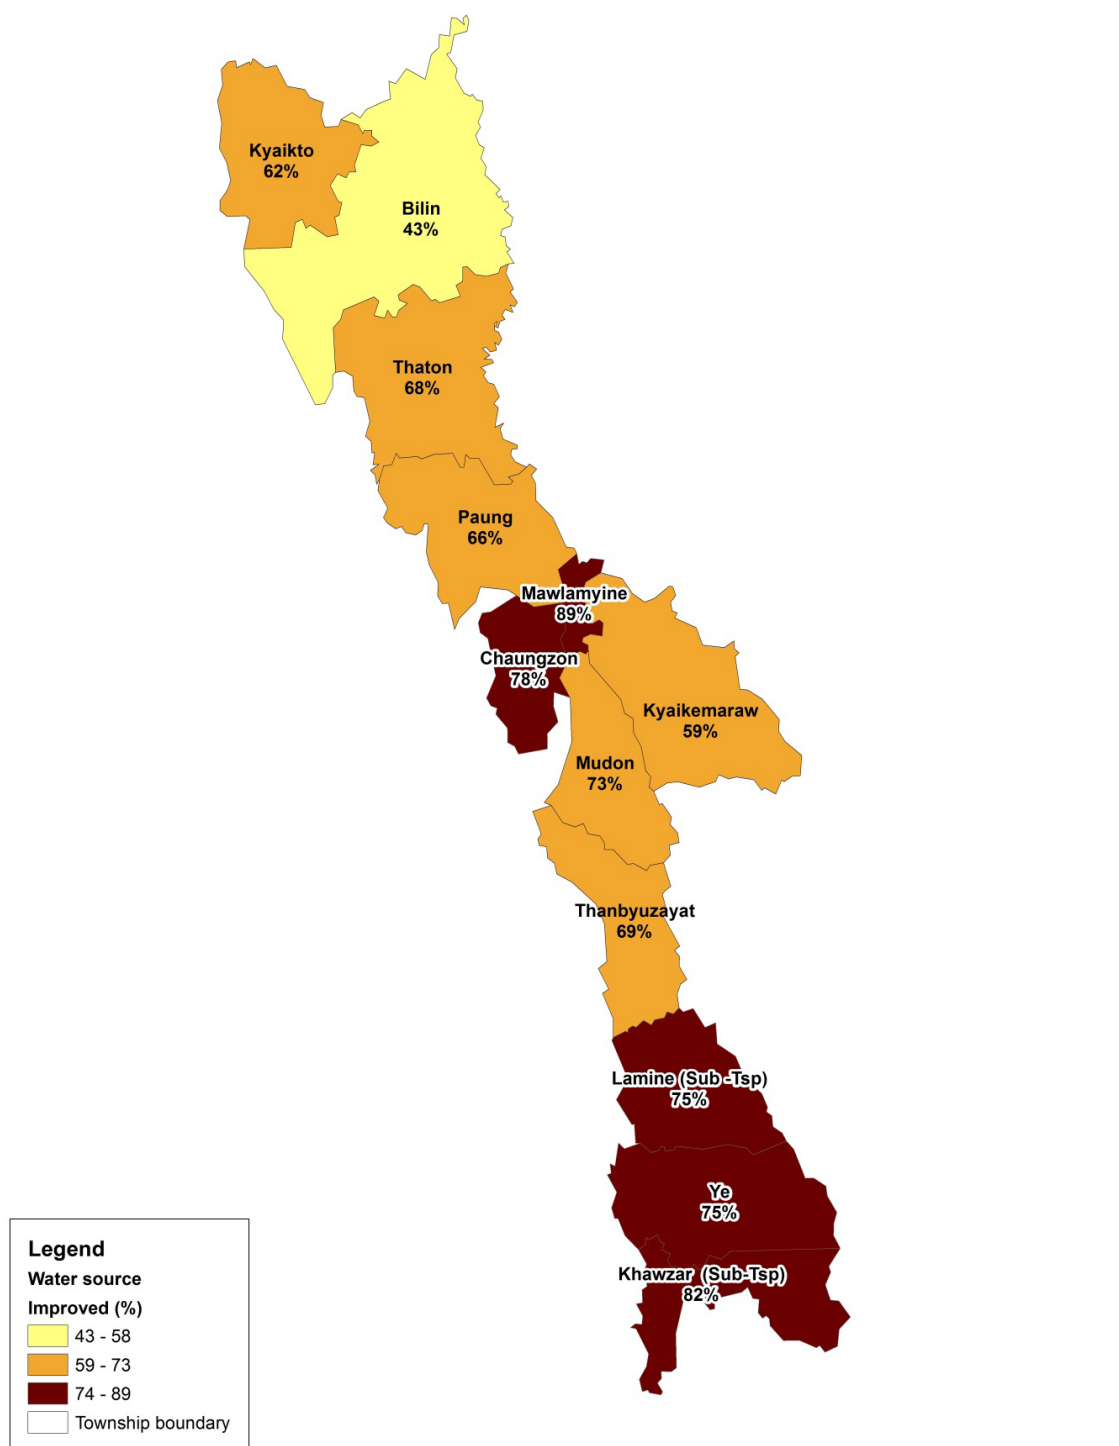 Kyaikto
62%
Bilin
43%
Thaton
68%
Paung
66%
Mawlamyine
89%
Chaungzon
78%
Kyaikemaraw
59%
Mudon
73%
Thanbyuzayat
69%
Lamine (Sub -Tsp)
75%
Ye
75%
Khawzar (Sub-Tsp)
82%
Legend
Water source
Improved (%)
43 - 58
59 - 73
74 - 89
Township boundary